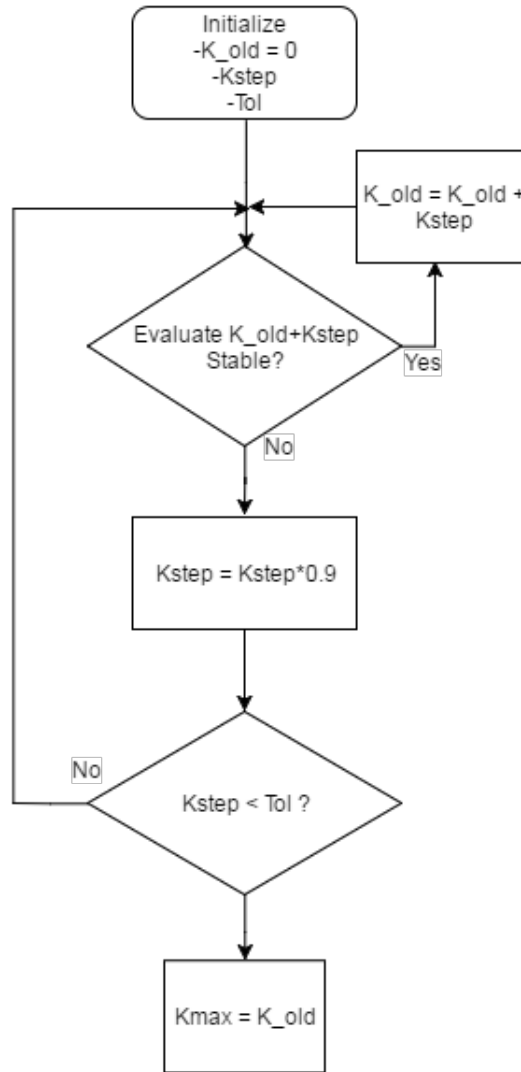 Initialize
-K_old = 0
-Kstep
-Tol
K_old = K_old +
Kstep
Evaluate K_old+Kstep
Stable?
Yes
No
Kstep = Kstep*0.9
No
Kstep < Tol ?
Kmax = K_old